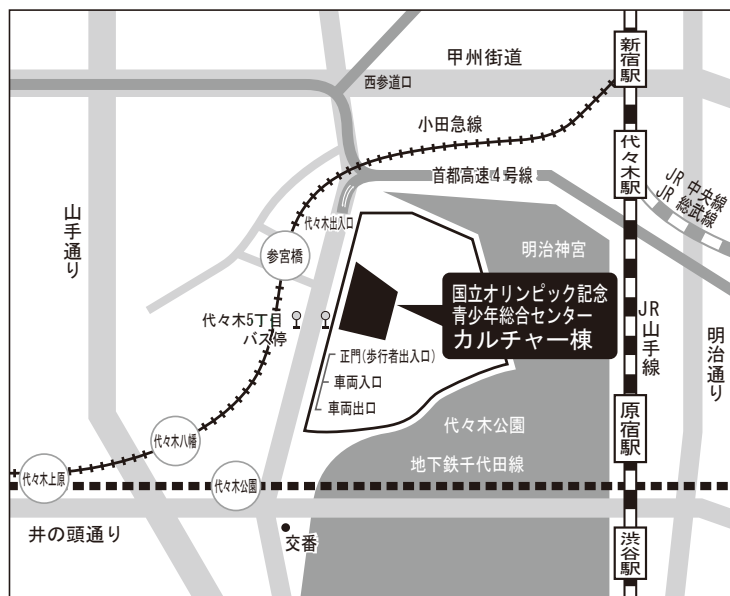 新宿駅
甲州街道
西参道口
小田急線
代々木駅
首都高速4号線
JR 中央線
JR 総武線
山手通り
代々木出入口
参宮橋
明治神宮
国立オリンピック記念
青少年総合センター
カルチャー棟
代々木5丁目
バス停
JR山手線
明治通り
正門(歩行者出入口)
車両入口
車両出口
代々木公園
原宿駅
代々木八幡
地下鉄千代田線
代々木上原
代々木公園
井の頭通り
交番
渋谷駅